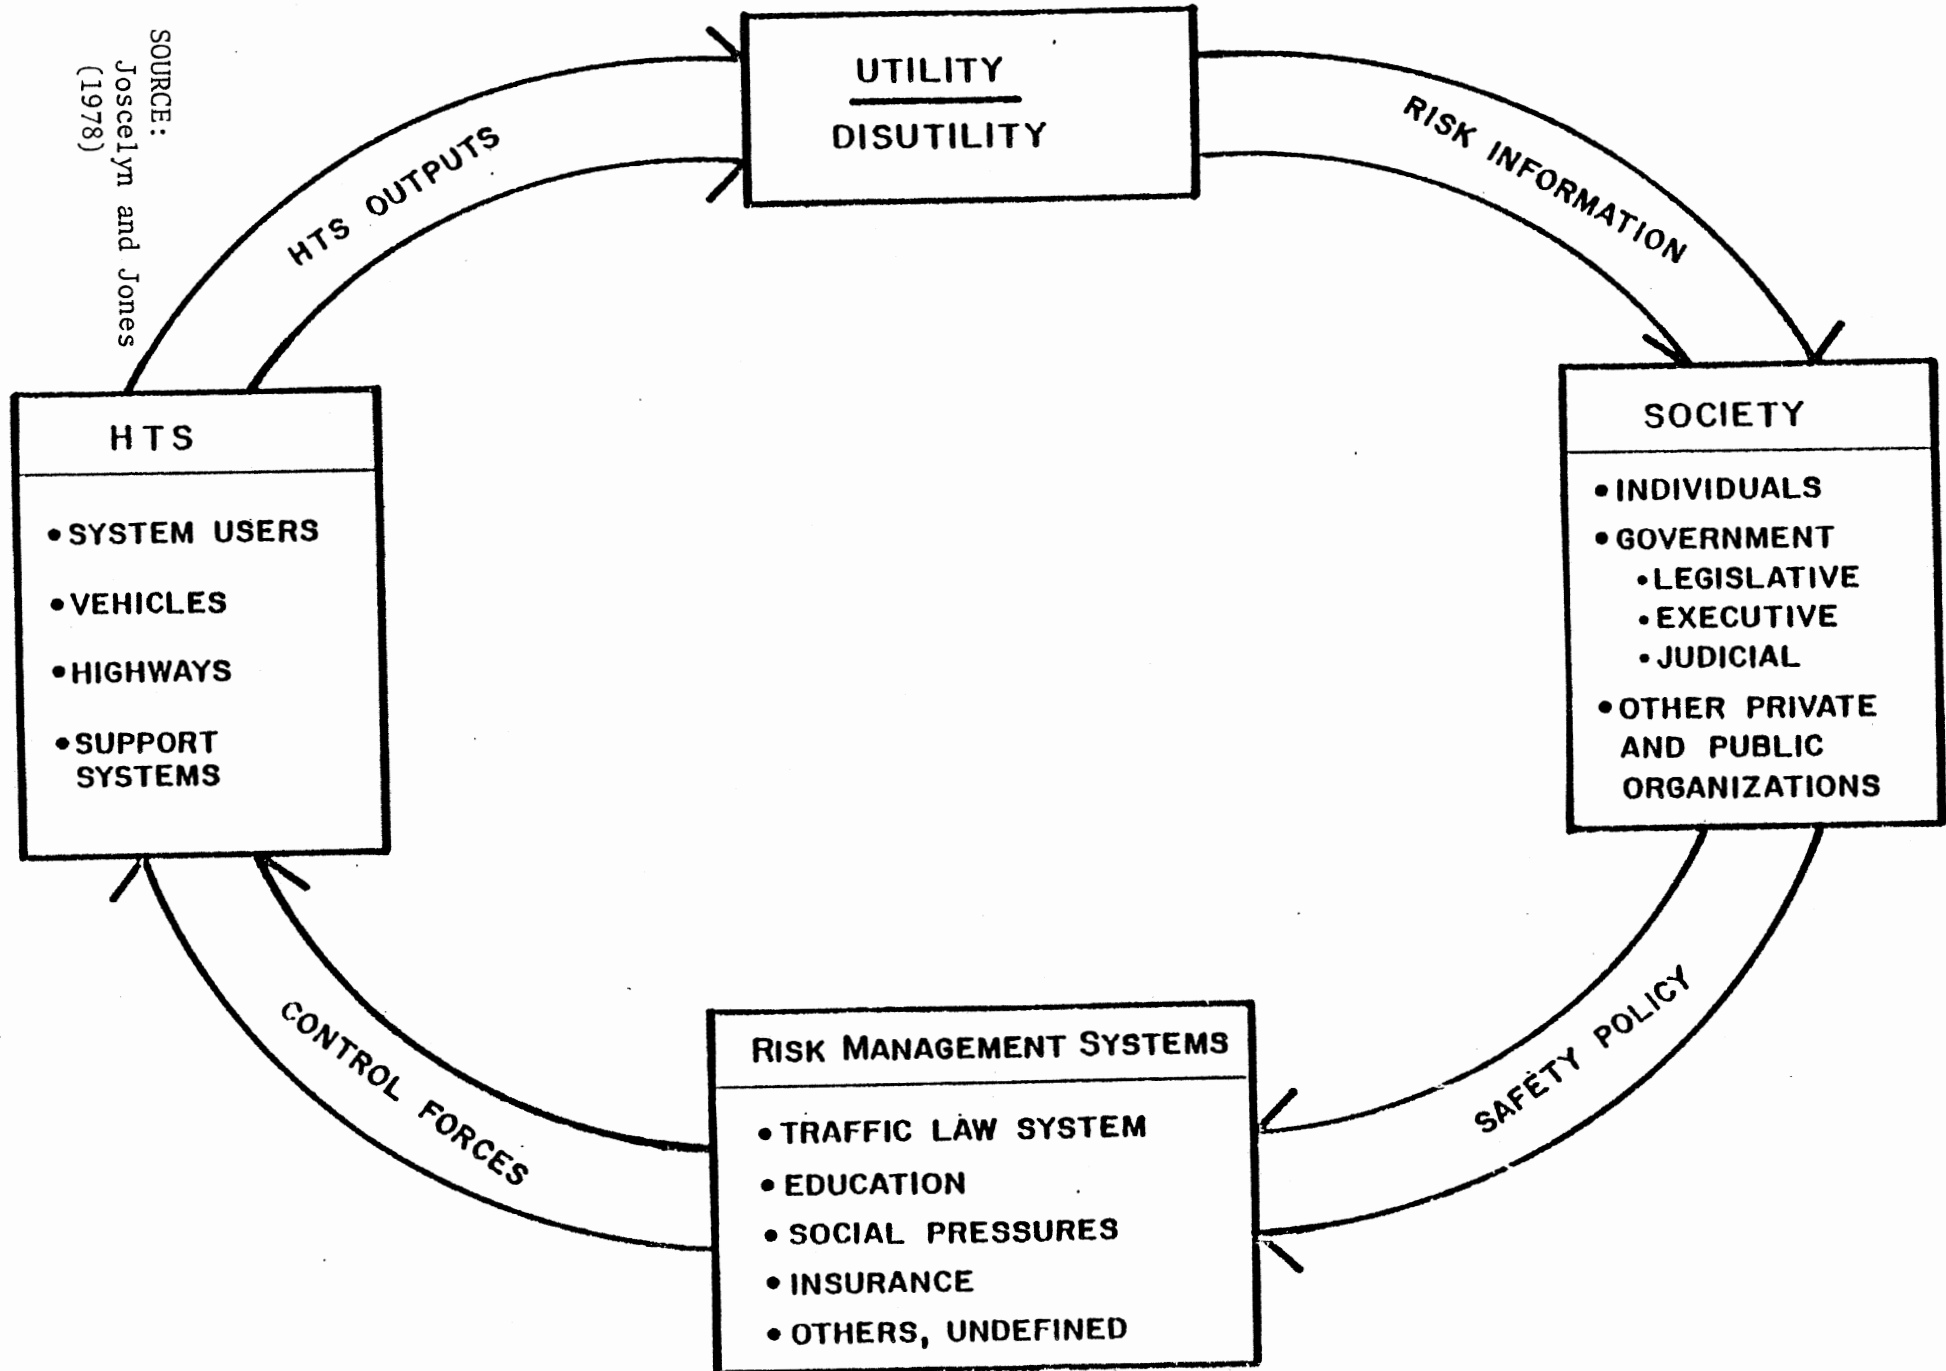 SOURCE:
Joscelyn and Jones
(1978)
UTILITY
DISUTILITY
HTS OUTPUTS
RISK INFORMATION
HTS
•SYSTEM USERS
•VEHICLES
•HIGHWAYS
•SUPPORT
SYSTEMS
SOCIETY
•INDIVIDUALS
•GOVERNMENT
•LEGISLATIVE
•EXECUTIVE
•JUDICIAL
•OTHER PRIVATE
AND PUBLIC
ORGANIZATIONS
CONTROL FORCES
SAFETY POLICY
RISK MANAGEMENT SYSTEMS
•TRAFFIC LAW SYSTEM
•EDUCATION
•SOCIAL PRESSURES
•INSURANCE
•OTHERS, UNDEFINED